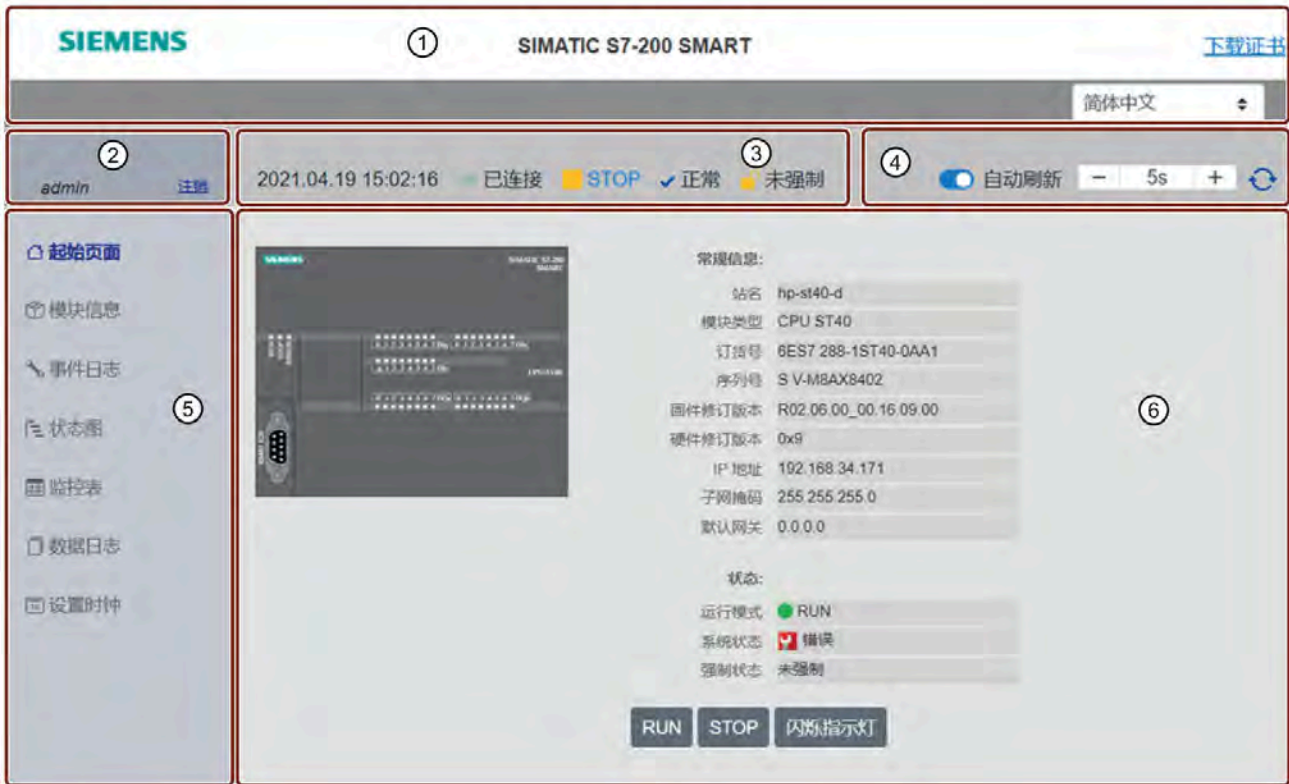 SIEMENS ① SIMATIC S7-200 SMART 下载证书
简体中文
② ③ ④
admin 注销 2021.04.19 15:02:16 已连接 STOP 正常 未强制 自动刷新 − 5s +
起始页面
模块信息
事件日志
状态图
监控表
数据日志
设置时钟
⑤
SIEMENS SIMATIC S7-200
SMART
常规信息:
站名 hp-st40-d
模块类型 CPU ST40
订货号 6ES7 288-1ST40-0AA1
序列号 S V-M8AX8402
固件修订版本 R02.06.00_00.16.09.00
硬件修订版本 0x9
IP 地址 192.168.34.171
子网掩码 255.255.255.0
默认网关 0.0.0.0
⑥
状态:
运行模式 RUN
系统状态 错误
强制状态 未强制
RUN STOP 闪烁指示灯